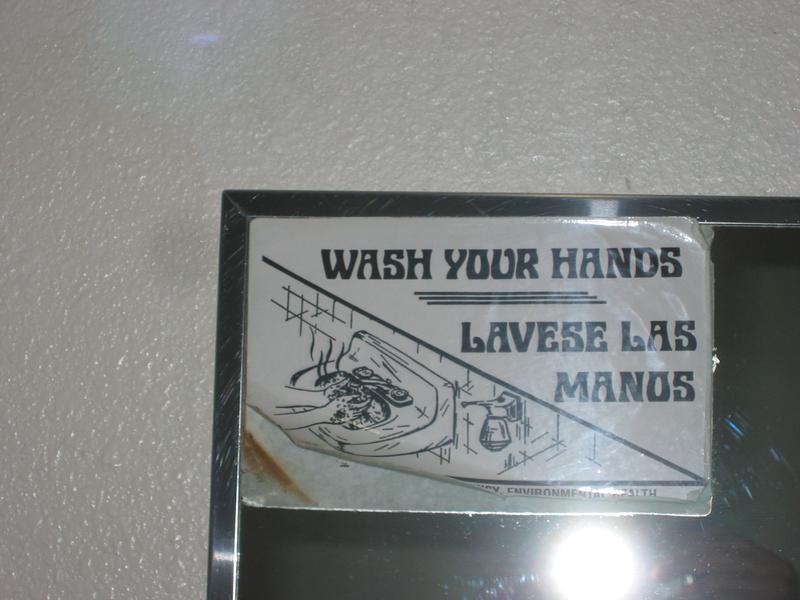 WASH YOUR HANDS
LAVESE LAS
MANOS
ENVIRONMENTAL HEALTH